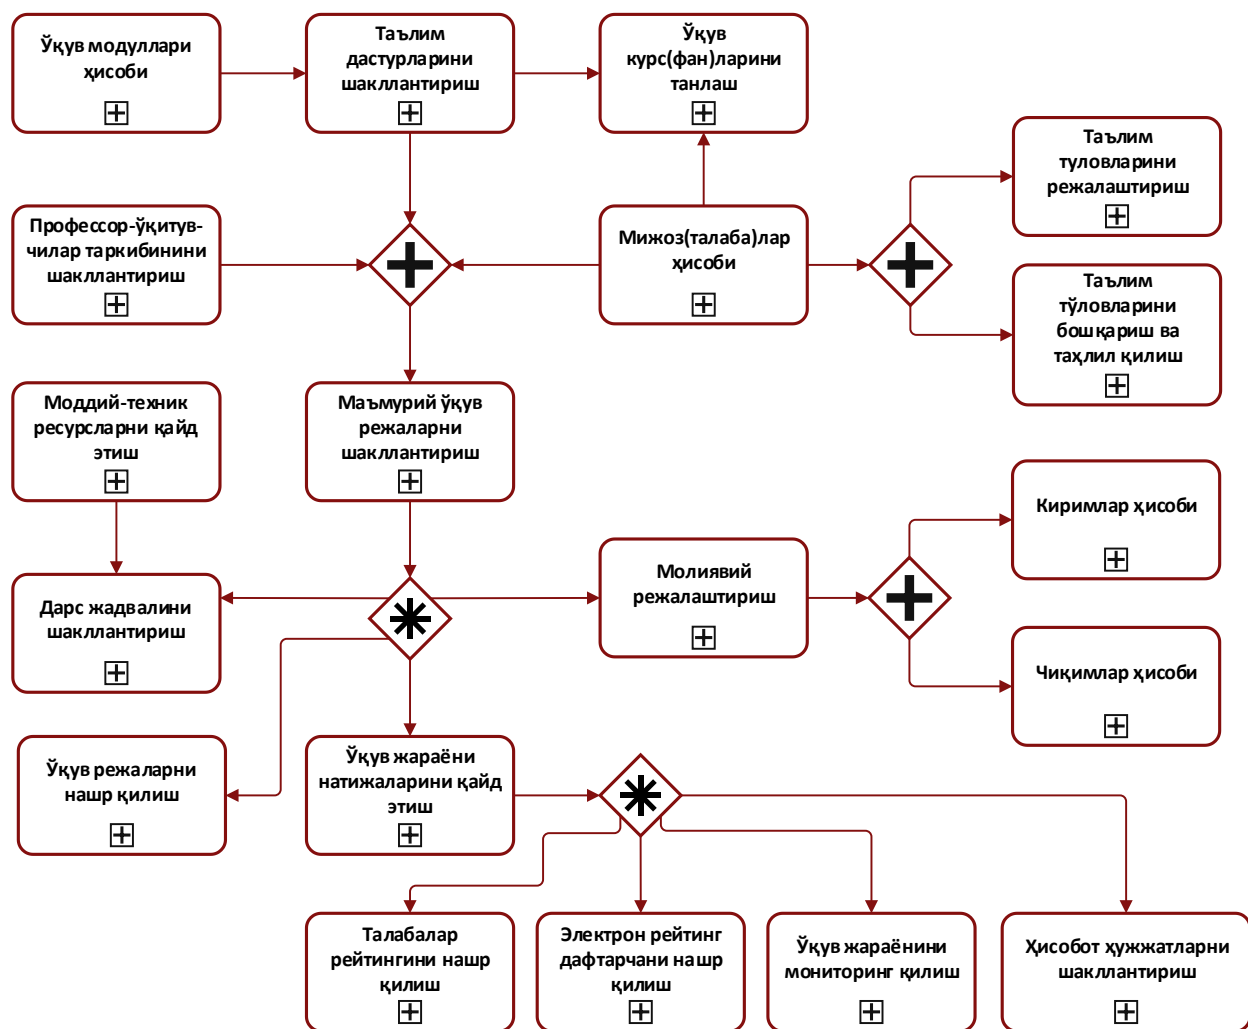 Ўқув модуллари
ҳисоби
Таълим
дастурларини
шакллантириш
Ўқув
курс(фан)ларини
танлаш
Таълим
туловларини
режалаштириш
Профессор-ўқитув-
чилар таркибинини
шакллантириш
Мижоз(талаба)лар
ҳисоби
Таълим
тўловларини
бошқариш ва
таҳлил қилиш
Моддий-техник
ресурсларни қайд
этиш
Маъмурий ўқув
режаларни
шакллантириш
Киримлар ҳисоби
Дарс жадвалини
шакллантириш
Молиявий
режалаштириш
Чиқимлар ҳисоби
Ўқув режаларни
нашр қилиш
Ўқув жараёни
натижаларини қайд
этиш
Талабалар
рейтингини нашр
қилиш
Электрон рейтинг
дафтарчани нашр
қилиш
Ўқув жараёнини
мониторинг қилиш
Ҳисобот ҳужжатларни
шакллантириш